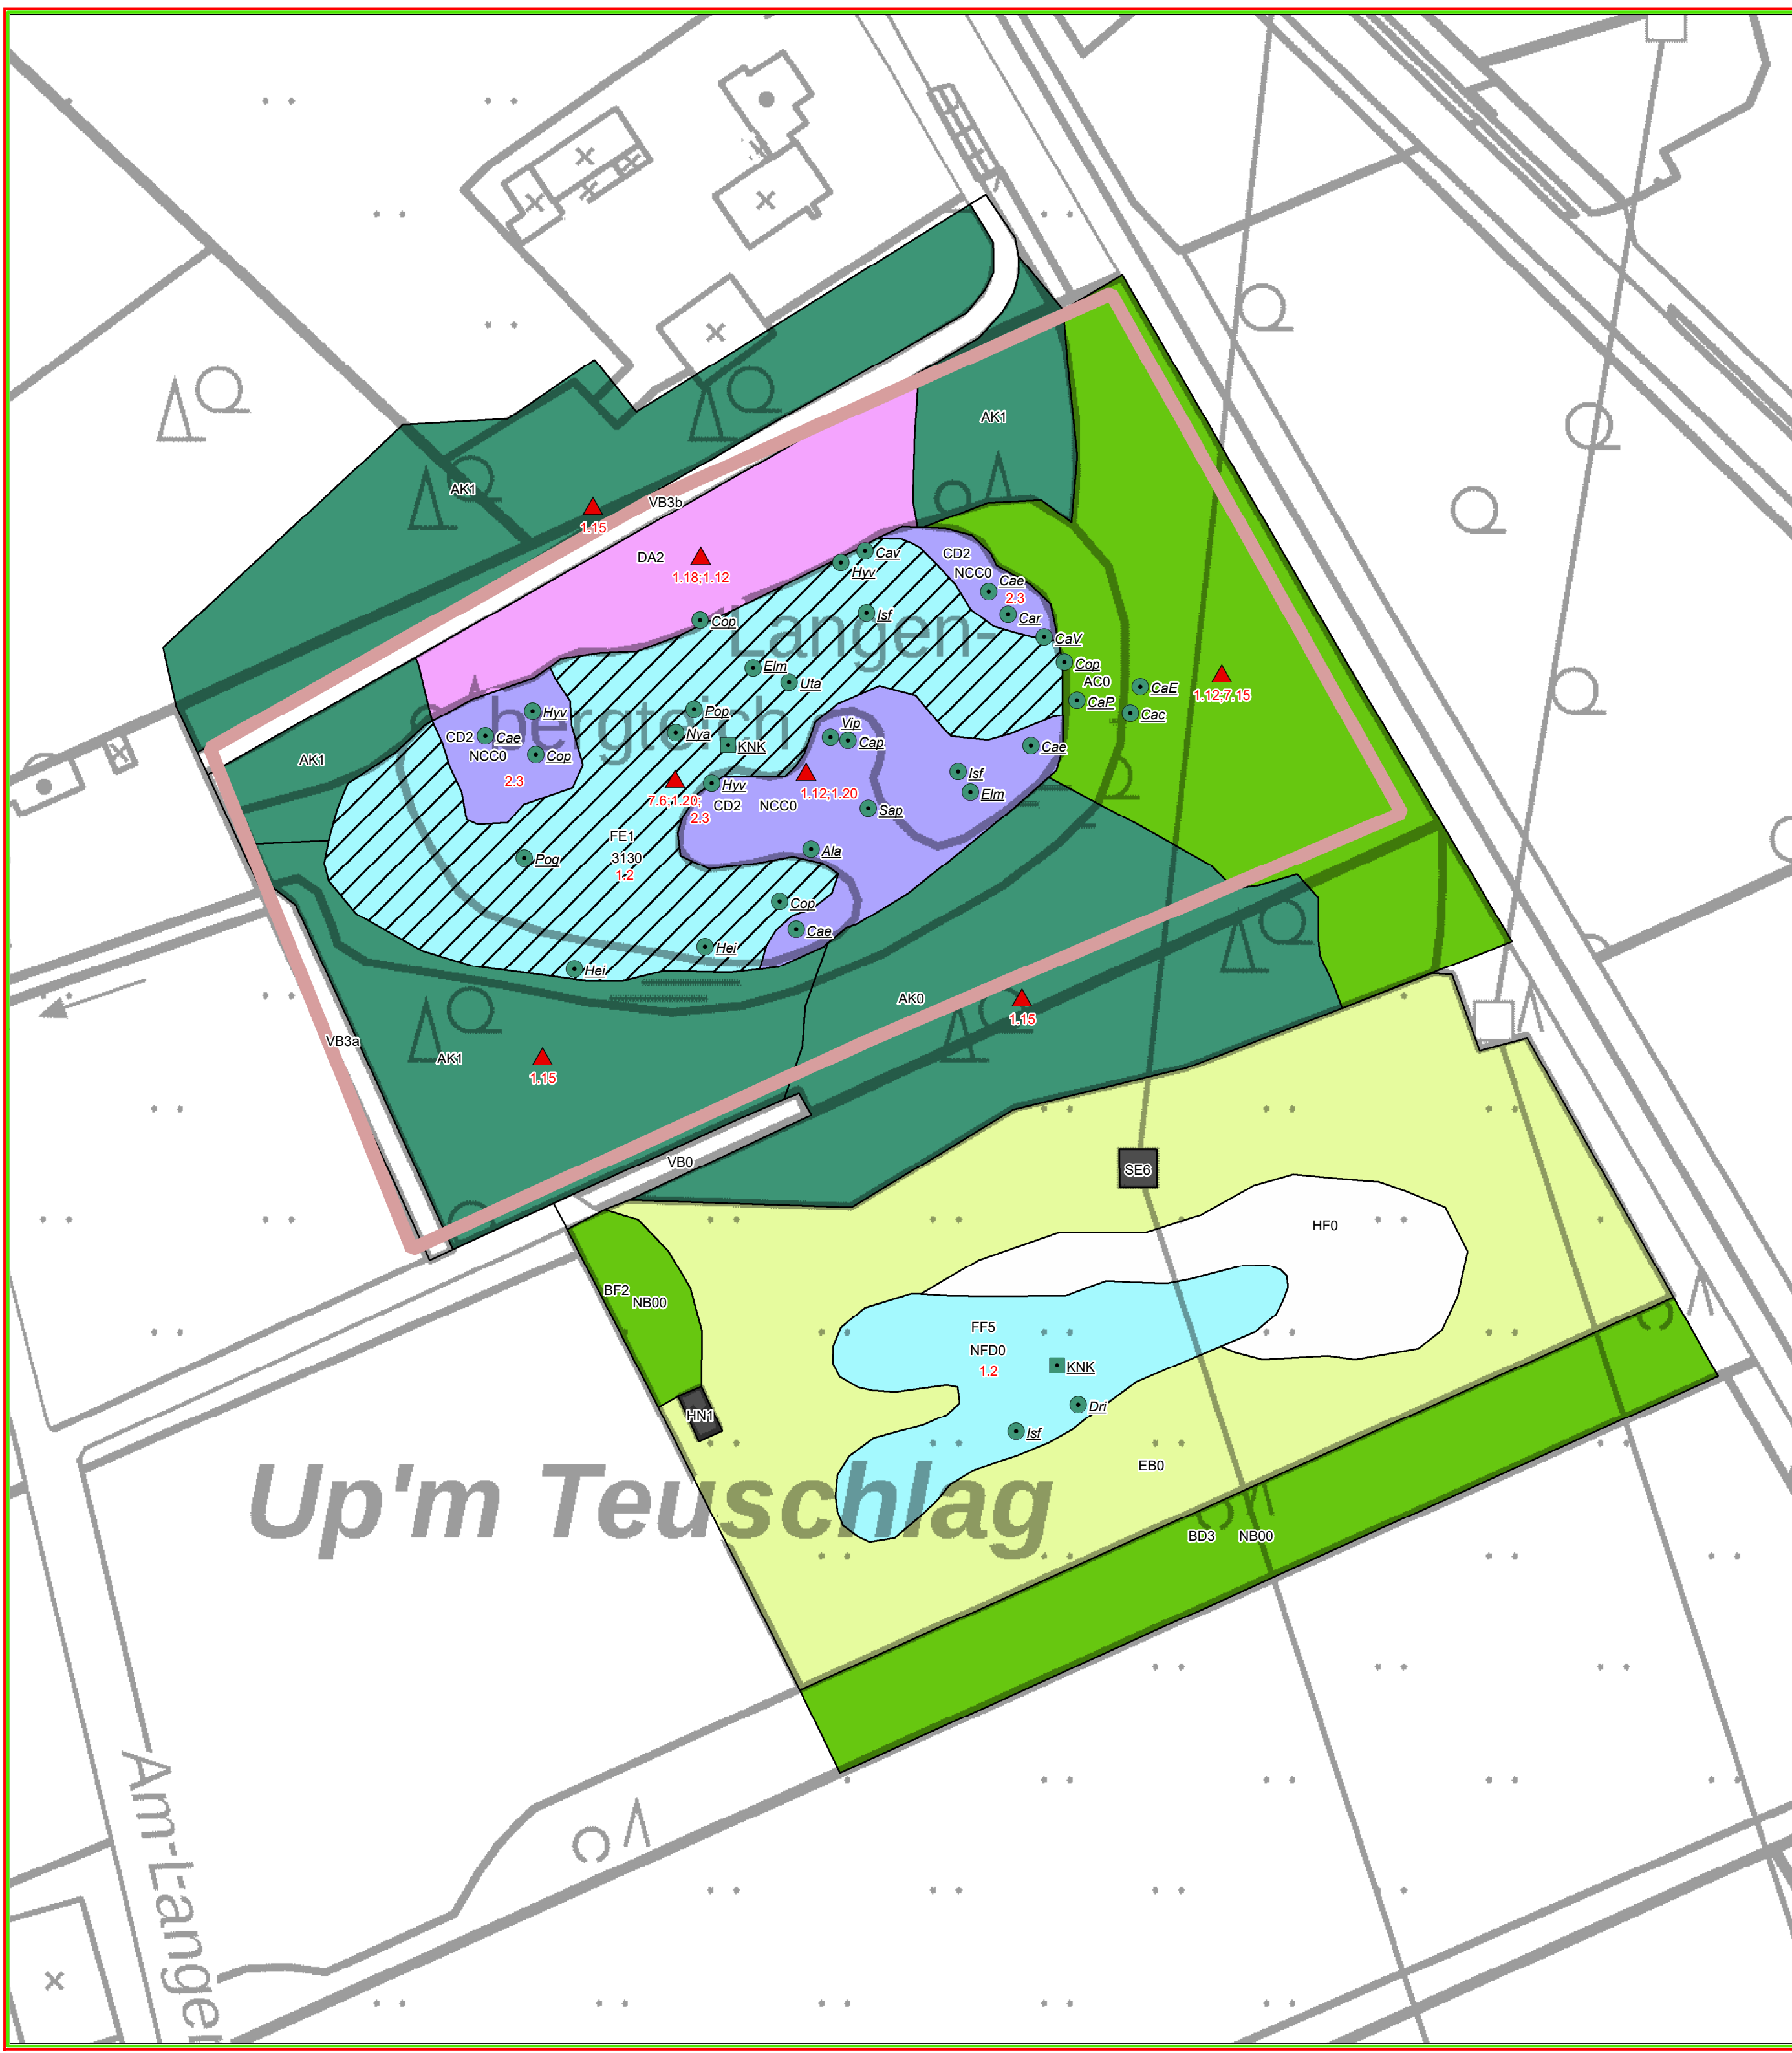 AK1
AK1
VB3b
1.15
DA2
1.18;1.12
Cav
Hyv
CD2
NCC0
Cae
2.3
Car
Isf
Cop
Langen-
CaV
Cop
AC0
CaE
CaP
Cac
1.12;7.15
Elm
Uta
Pop
Hyv
bergteich
Nya
KNK
Vip
Cap
Cae
CD2
Cae
NCC0
Cop
2.3
AK1
Isf
Elm
Hyv
7.6;1.20;
2.3
CD2
NCC0
1.12;1.20
Sap
FE1
3130
1.2
Pog
Ala
Cop
Cae
Hei
Hei
AK0
1.15
VB3a
AK1
1.15
VB0
SE6
HF0
BF2
NB00
FF5
NFD0
1.2
KNK
Dri
Isf
HN1
EB0
Up'm Teuschlag
BD3
NB00
Am-Langer